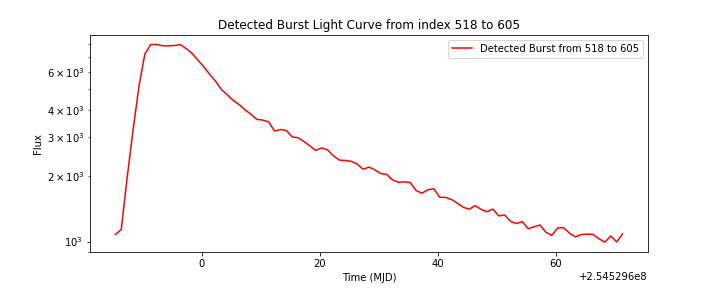 Detected Burst Light Curve from index 518 to 605
Detected Burst from 518 to 605
6 × 10³
4 × 10³
3 × 10³
2 × 10³
10³
Flux
0 20 40 60
Time (MJD)
+2.545296e8